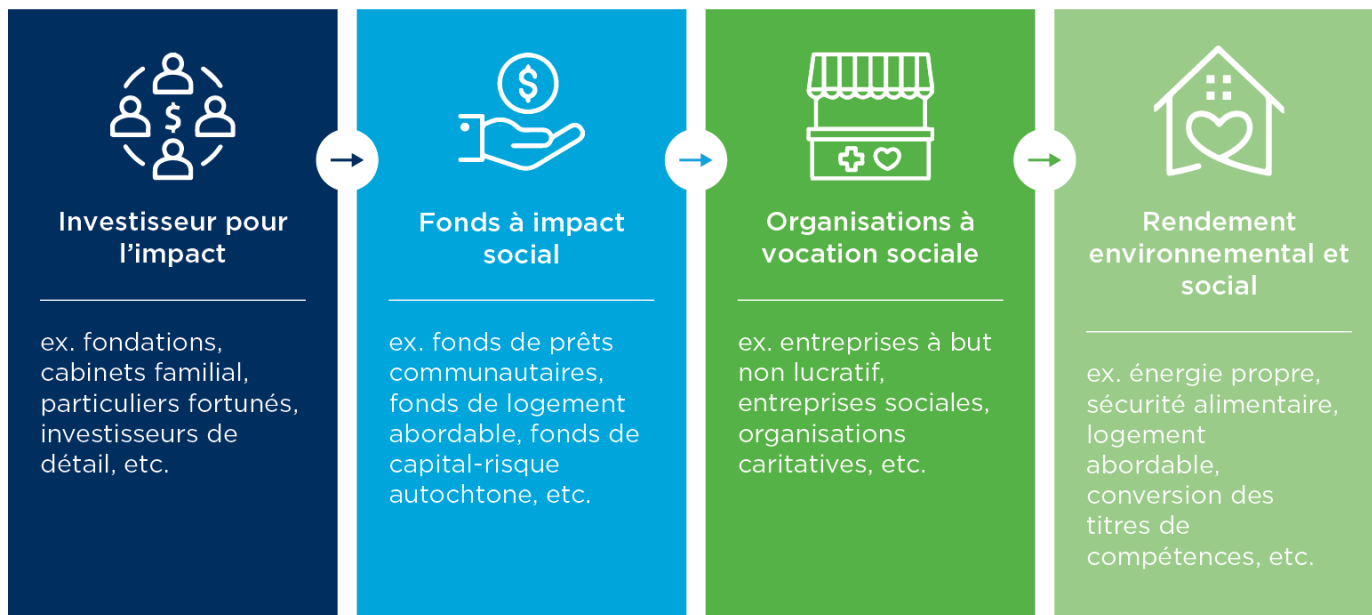 Investisseur pour
l’impact
ex. fondations,
cabinets familial,
particuliers fortunés,
investisseurs de
détail, etc.
Fonds à impact
social
ex. fonds de prêts
communautaires,
fonds de logement
abordable, fonds de
capital-risque
autochtone, etc.
Organisations à
vocation sociale
ex. entreprises à but
non lucratif,
entreprises sociales,
organisations
caritatives, etc.
Rendement
environnemental et
social
ex. énergie propre,
sécurité alimentaire,
logement
abordable,
conversion des
titres de
compétences, etc.